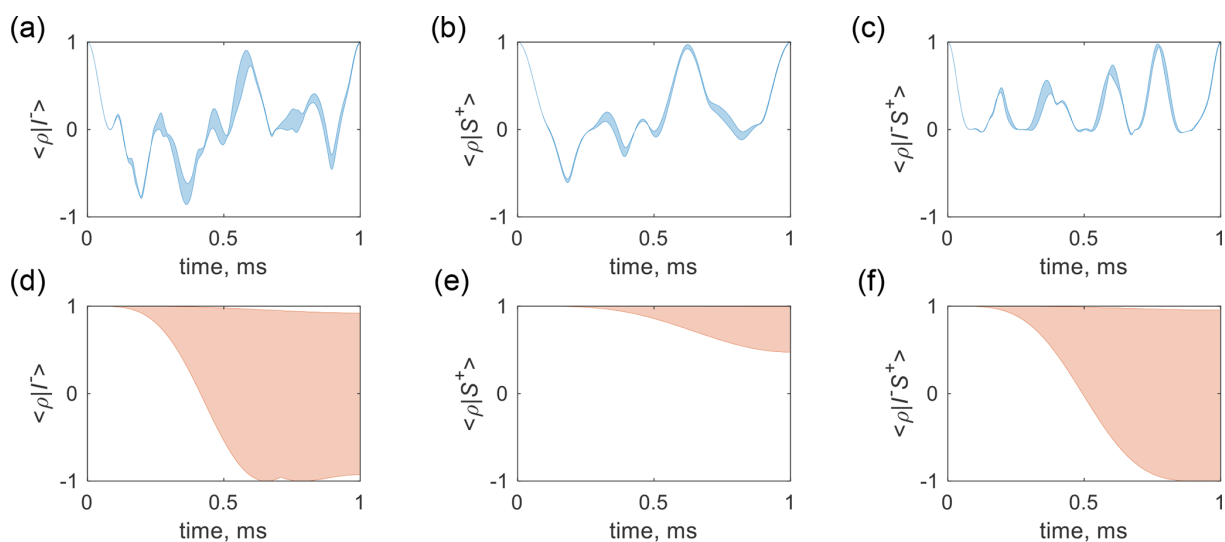 (a) (b) (c)
1 1 1
<ρ|I⁻> <ρ|S⁺> <ρ|I⁻S⁺>
0 0 0
-1 -1 -1
0 0.5 1 0 0.5 1 0 0.5 1
time, ms time, ms time, ms
(d) (e) (f)
1 1 1
<ρ|I⁻> <ρ|S⁺> <ρ|I⁻S⁺>
0 0 0
-1 -1 -1
0 0.5 1 0 0.5 1 0 0.5 1
time, ms time, ms time, ms